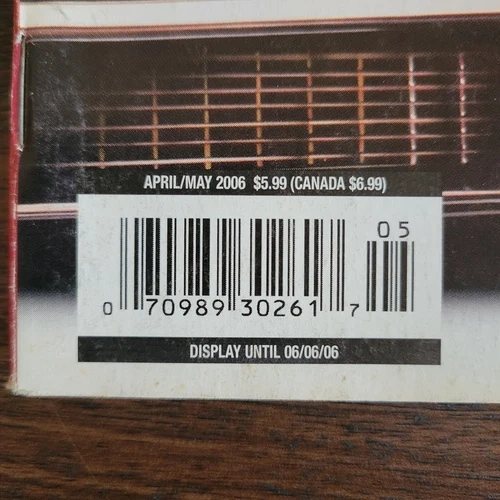 APRIL/MAY 2006 $5.99 (CANADA $6.99)
05
0 70989 30261 7
DISPLAY UNTIL 06/06/06